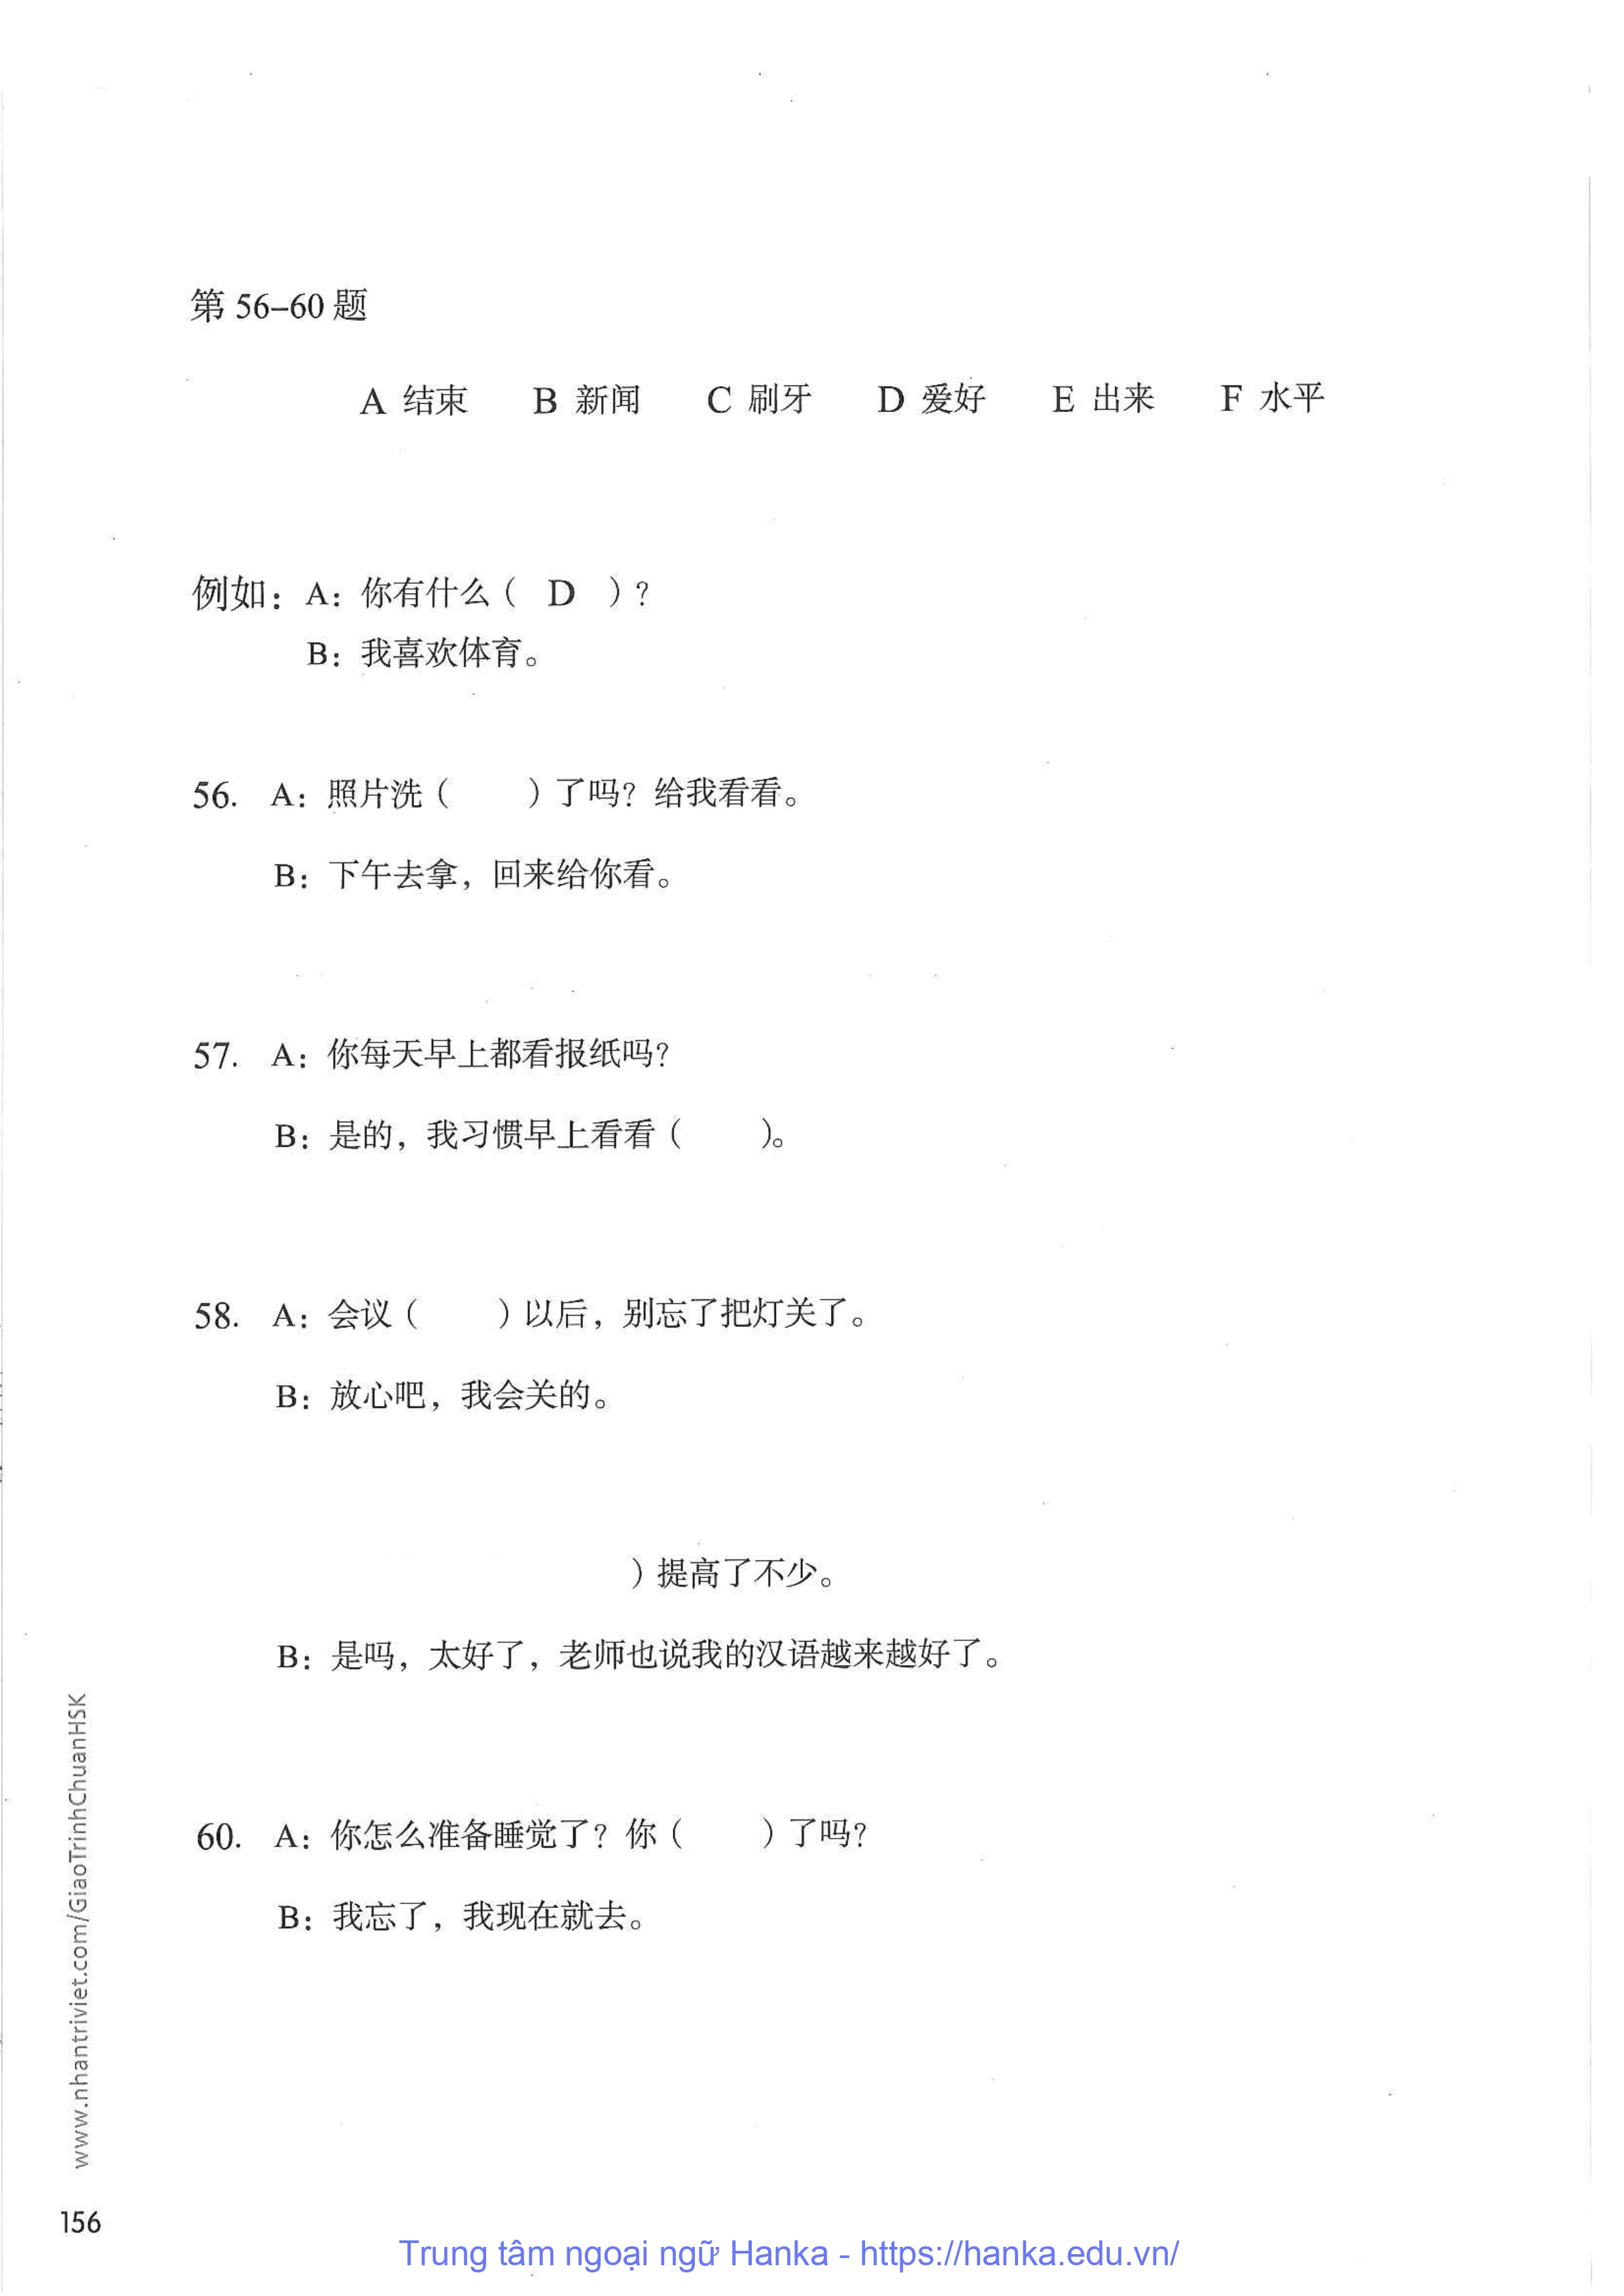 第 56–60 题
A 结束 B 新闻 C 刷牙 D 爱好 E 出来 F 水平
例如：A：你有什么（ D ）？
B：我喜欢体育。
56. A：照片洗（ ）了吗？给我看看。
B：下午去拿，回来给你看。
57. A：你每天早上都看报纸吗？
B：是的，我习惯早上看看（ ）。
58. A：会议（ ）以后，别忘了把灯关了。
B：放心吧，我会关的。
）提高了不少。
B：是吗，太好了，老师也说我的汉语越来越好了。
60. A：你怎么准备睡觉了？你（ ）了吗？
B：我忘了，我现在就去。
www.nhantriviet.com/GiaoTrinhChuanHSK
156
Trung tâm ngoại ngữ Hanka - https://hanka.edu.vn/